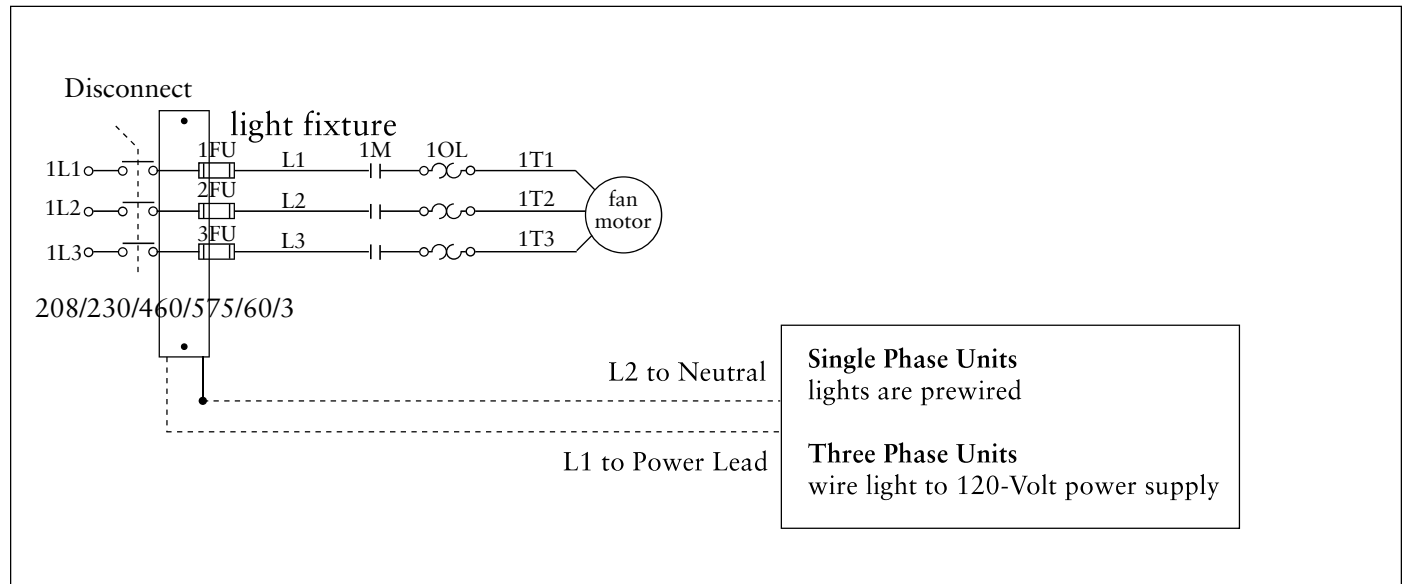 Disconnect
light fixture
1FU
L1
1M
1OL
1T1
1L1
2FU
L2
1T2
1L2
fan
motor
3FU
L3
1T3
1L3
208/230/460/575/60/3
L2 to Neutral
L1 to Power Lead
Single Phase Units
lights are prewired
Three Phase Units
wire light to 120-Volt power supply